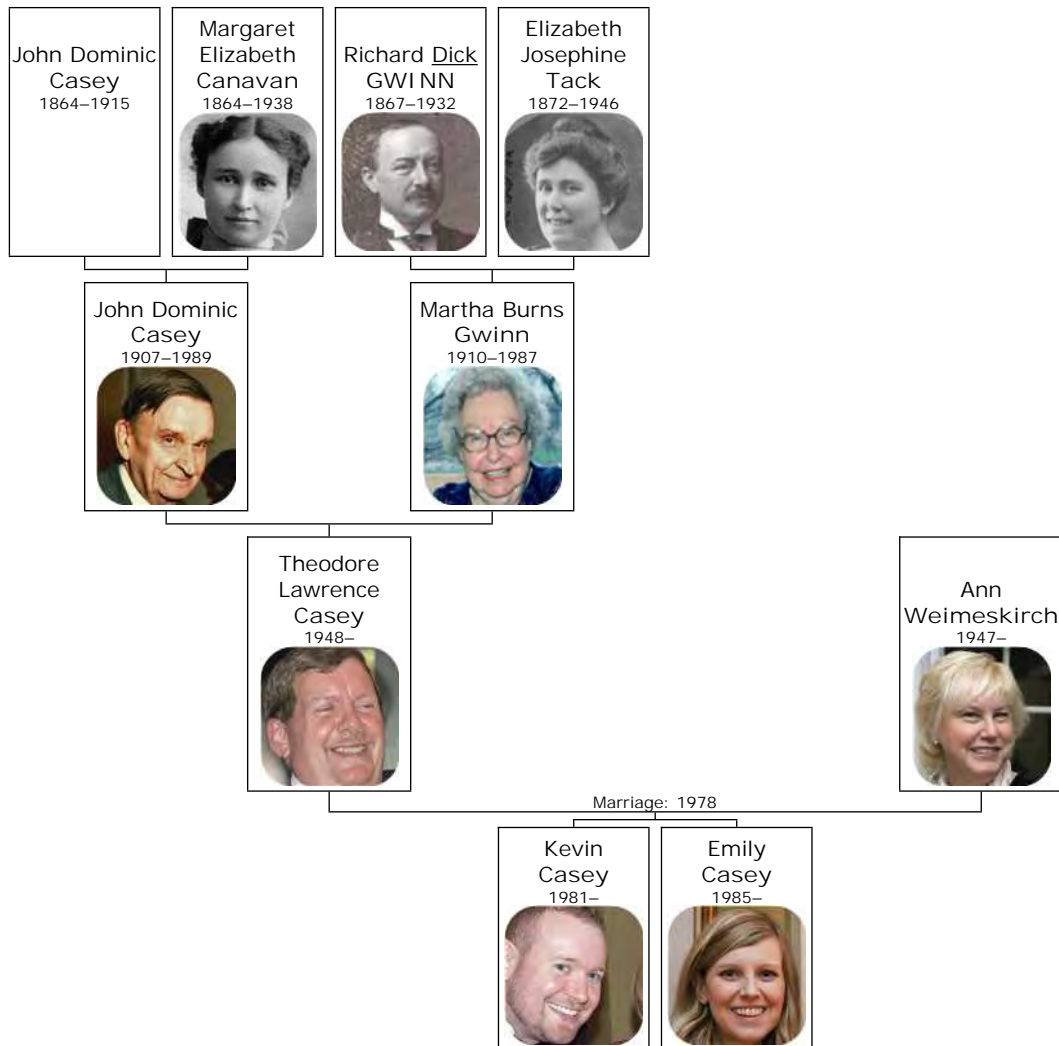 John Dominic
Casey
1864–1915
Margaret
Elizabeth
Canavan
1864–1938
Richard Dick
GWINN
1867–1932
Elizabeth
Josephine
Tack
1872–1946
John Dominic
Casey
1907–1989
Martha Burns
Gwinn
1910–1987
Theodore
Lawrence
Casey
1948–
Ann
Weimeskirch
1947–
Marriage: 1978
Kevin
Casey
1981–
Emily
Casey
1985–